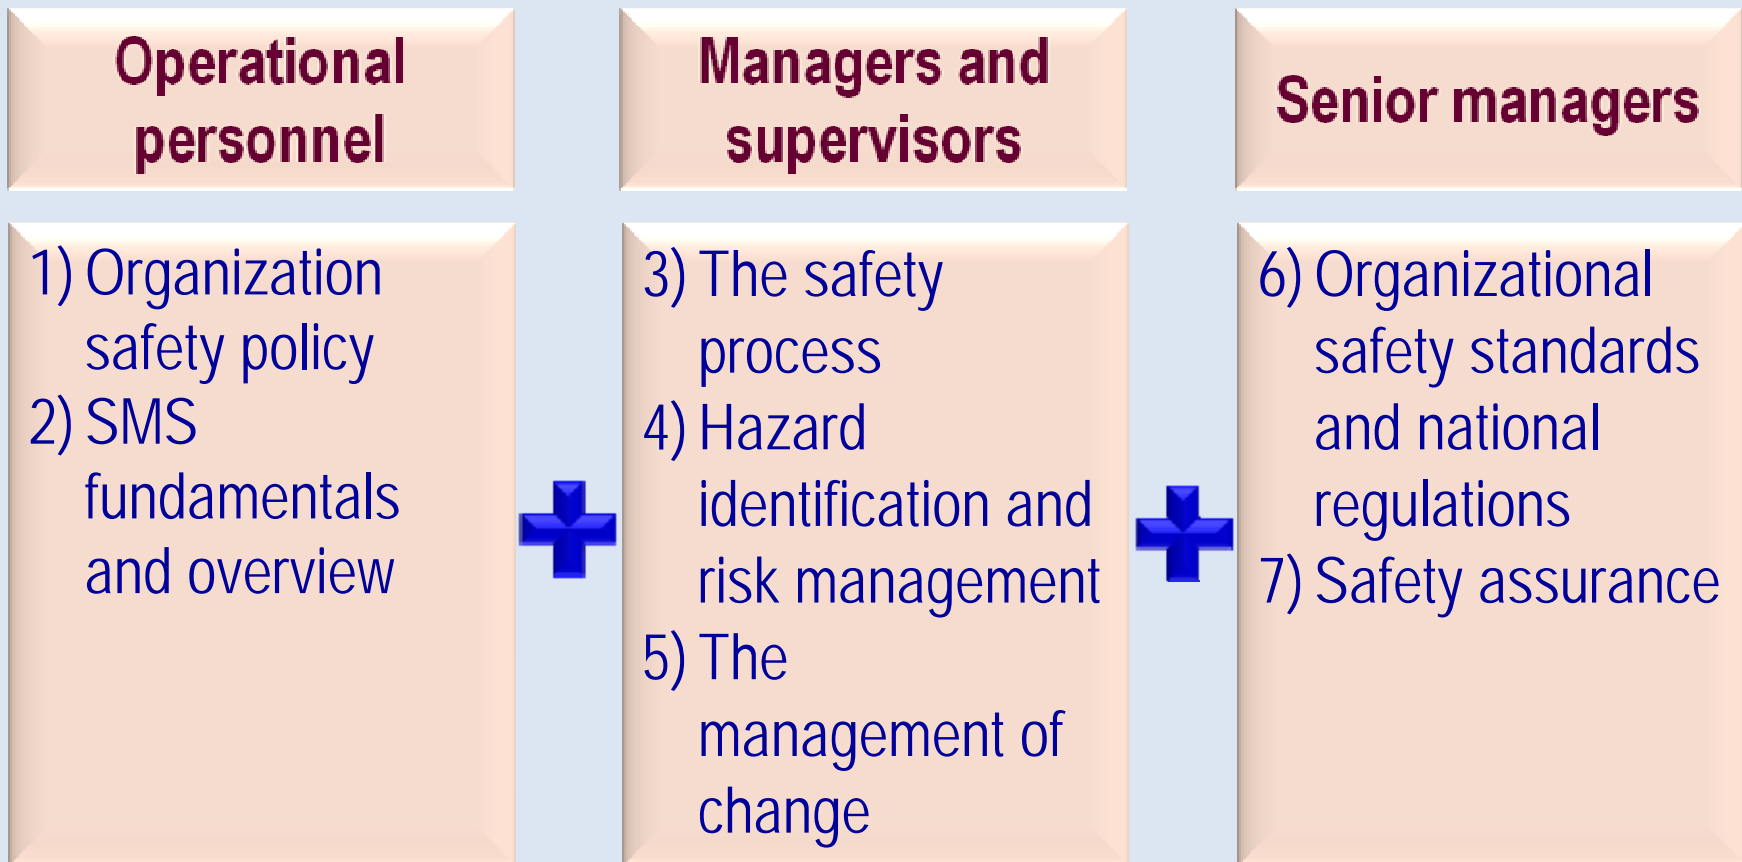 Operational
personnel
Managers and
supervisors
Senior managers
1) Organization
safety policy
2) SMS
fundamentals
and overview
3) The safety
process
4) Hazard
identification and
risk management
5) The
management of
change
6) Organizational
safety standards
and national
regulations
7) Safety assurance